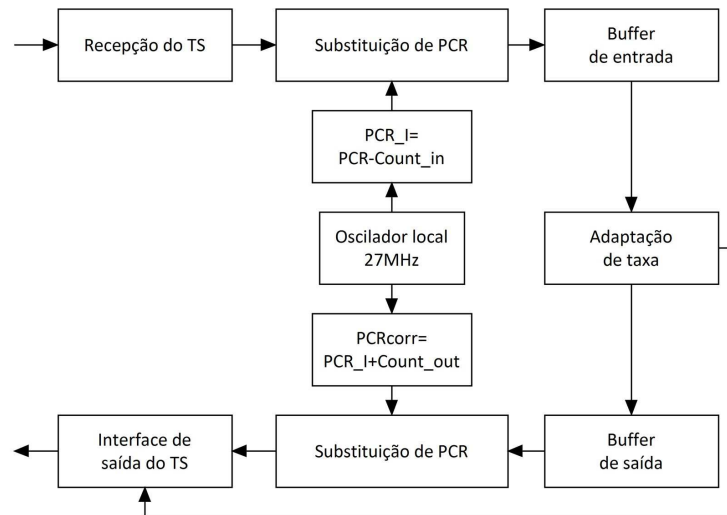 Recepção do TS
Substituição de PCR
Buffer
de entrada
PCR_I=
PCR-Count_in
Oscilador local
27MHz
Adaptação
de taxa
PCRcorr=
PCR_I+Count_out
Interface de
saída do TS
Substituição de PCR
Buffer
de saída